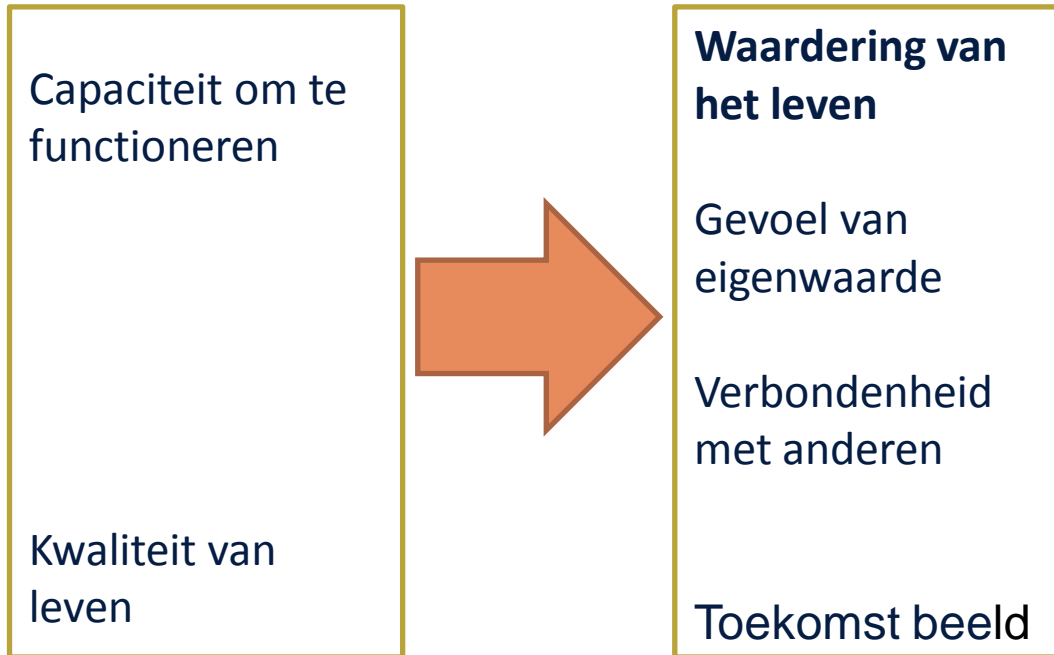 Capaciteit om te
functioneren
Kwaliteit van
leven
Waardering van
het leven
Gevoel van
eigenwaarde
Verbondenheid
met anderen
Toekomst beeld